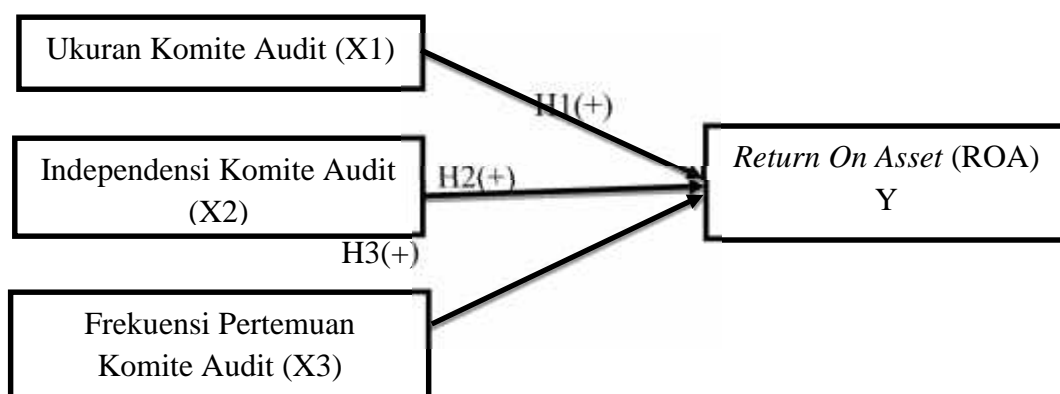 Ukuran Komite Audit (X1)
H1(+)
Independensi Komite Audit
(X2)
H2(+)
Return On Asset (ROA)
Y
H3(+)
Frekuensi Pertemuan
Komite Audit (X3)